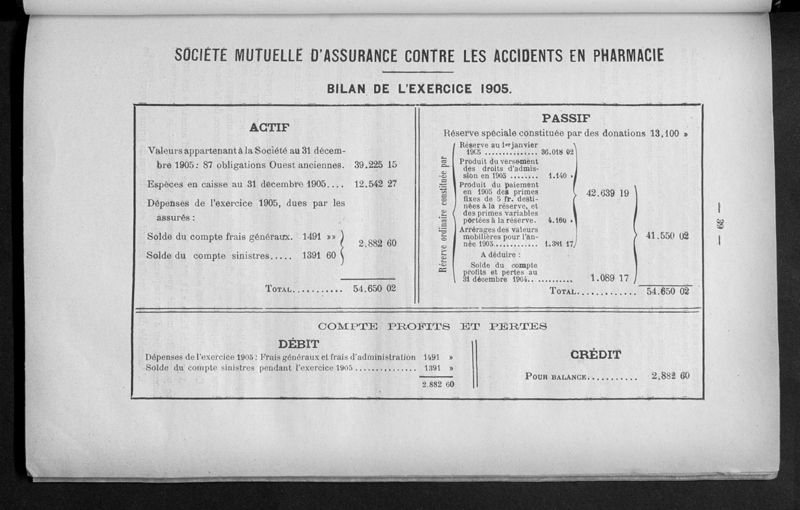 SOCIÉTÉ MUTUELLE D'ASSURANCE CONTRE LES ACCIDENTS EN PHARMACIE
BILAN DE L'EXERCICE 1905.
ACTIF
Valeurs appartenant à la Société au 31 décem-
bre 1905 : 87 obligations Ouest anciennes. 39.225 15
Espèces en caisse au 31 décembre 1905.... 12.542 27
Dépenses de l'exercice 1905, dues par les
assurés :
Solde du compte frais généraux. 1491 »»
Solde du compte sinistres..... 1391 60
2.882 60
TOTAL........... 54.650 02
PASSIF
Réserve spéciale constituée par des donations 13,100 »
Réserve ordinaire constituée par
Réserve au 1er janvier
1905 .............. 36.018 02
Produit du versement
des droits d'admis-
sion en 1905 ........ 1.140 »
Produit du paiement
en 1905 des primes
fixes de 5 fr. desti-
nées à la réserve, et
des primes variables
portées à la réserve. 4.100 »
Arrérages des valeurs
mobilières pour l'an-
née 1905............ 1.381 17
42.639 19
A déduire :
Solde du compte
profits et pertes au
31 décembre 1904.. .......... 1.089 17
41.550 02
TOTAL............. 54.650 02
— 39 —
COMPTE PROFITS ET PERTES
DÉBIT
Dépenses de l'exercice 1905 : Frais généraux et frais d'administration 1491 »
Solde du compte sinistres pendant l'exercice 1905............... 1391 »
2.882 60
CRÉDIT
POUR BALANCE........... 2,882 60